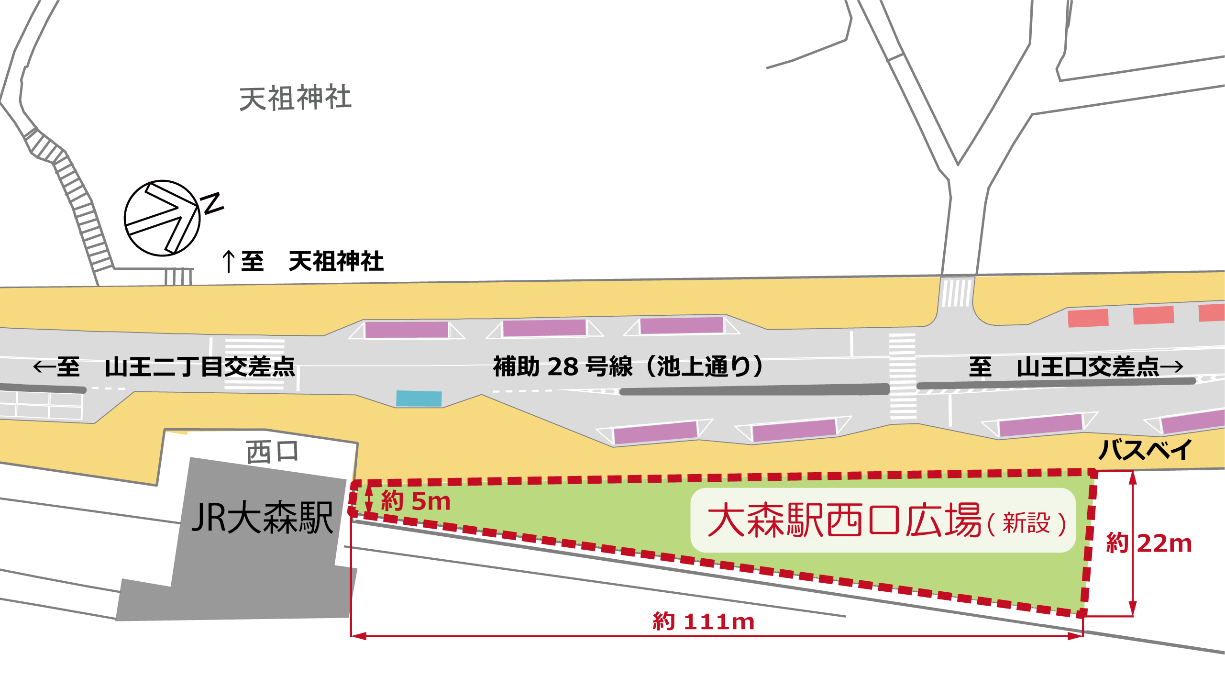 天祖神社
N
↑至　天祖神社
←至　山王二丁目交差点
補助 28 号線（池上通り）
至　山王口交差点→
バスベイ
西口
JR大森駅
約 5m
大森駅西口広場( 新設 )
約 22m
約 111m